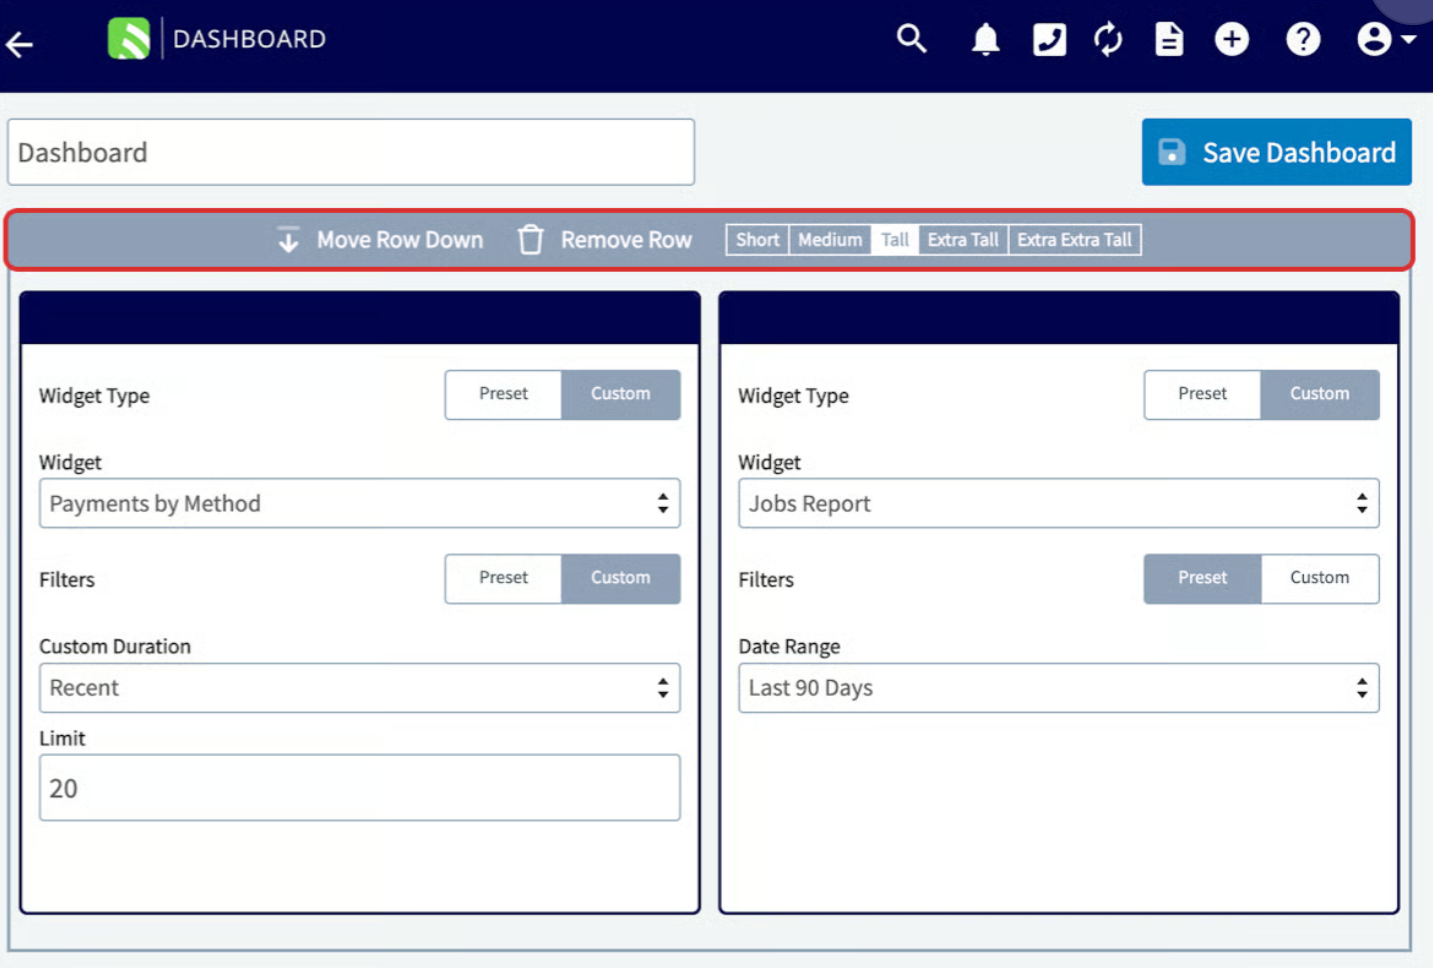 DASHBOARD
Dashboard
Save Dashboard
Move Row Down Remove Row Short Medium Tall Extra Tall Extra Extra Tall
Widget Type Preset Custom
Widget
Payments by Method
Filters Preset Custom
Custom Duration
Recent
Limit
20
Widget Type Preset Custom
Widget
Jobs Report
Filters Preset Custom
Date Range
Last 90 Days